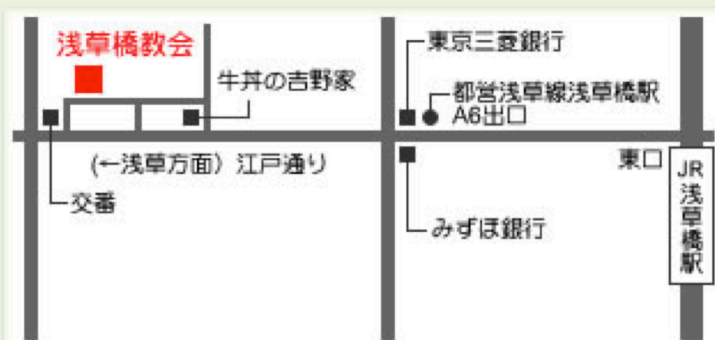 浅草橋教会
東京三菱銀行
牛丼の吉野家
都営浅草線浅草橋駅
A6出口
(←浅草方面）江戸通り
東口
JR浅草橋駅
交番
みずほ銀行